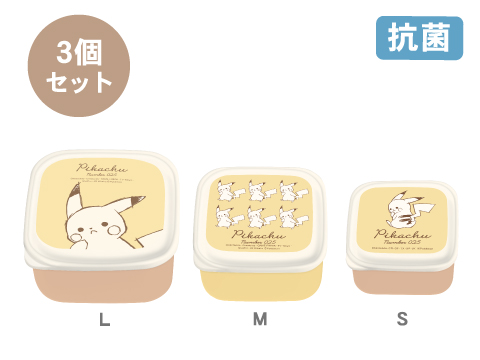 3個
セット
抗菌
Pikachu
Number 025
Pikachu
Number 025
Pikachu
Number 025
L
M
S